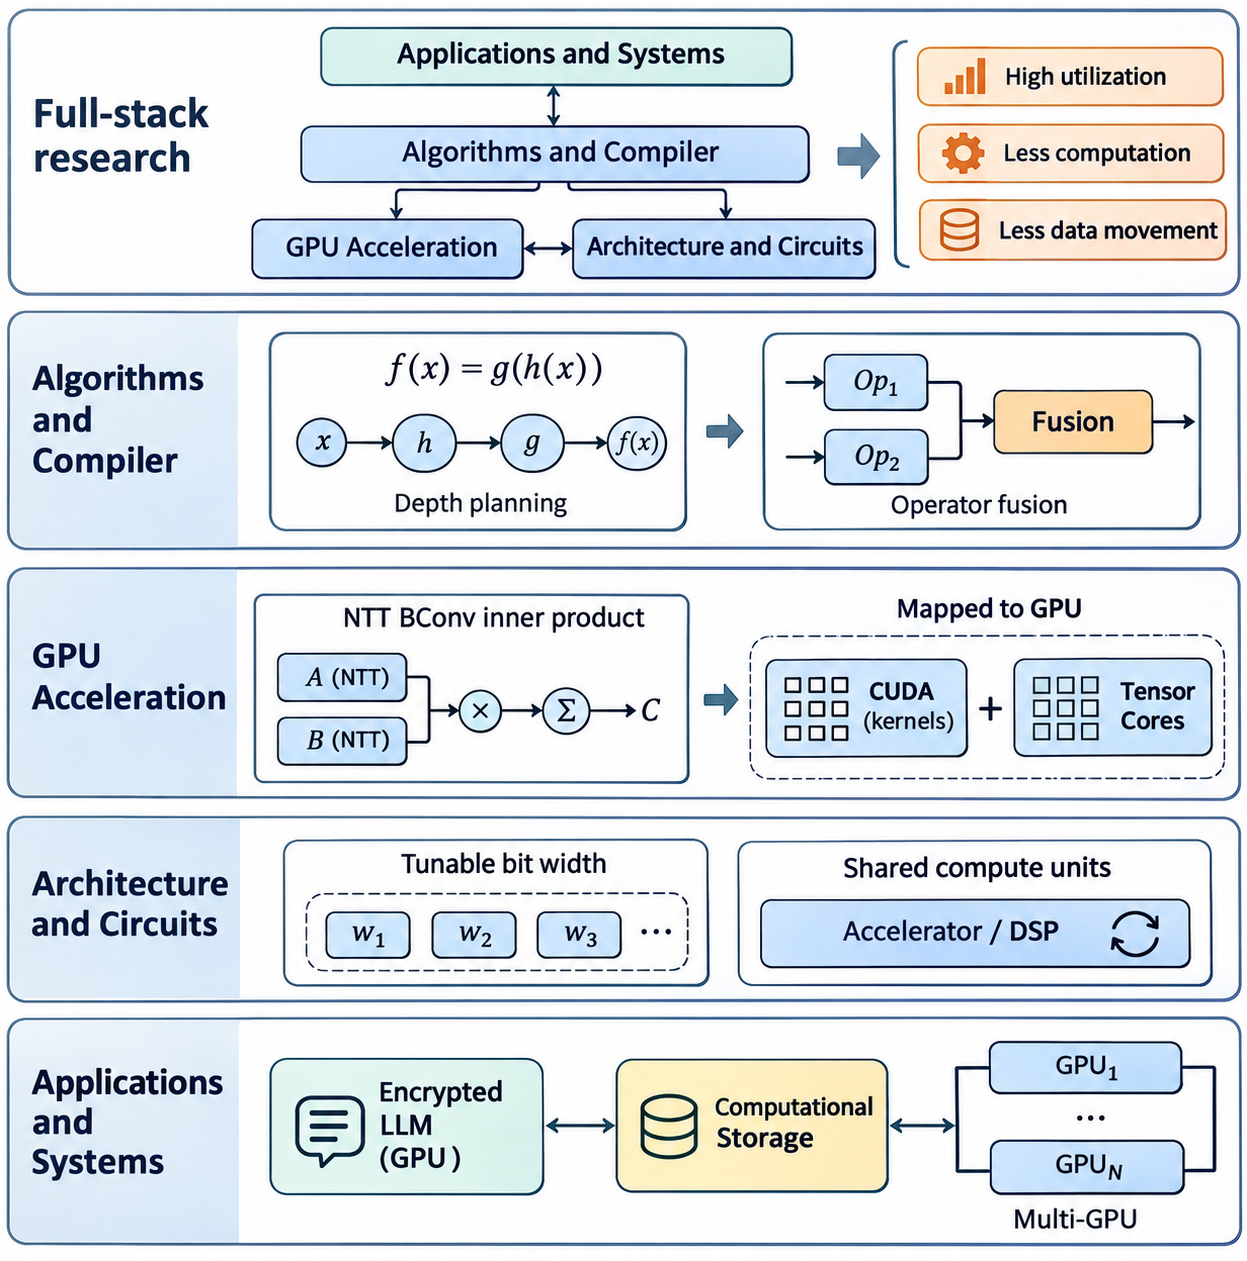 Full-stack
research
Applications and Systems
Algorithms and Compiler
GPU Acceleration
Architecture and Circuits
High utilization
Less computation
Less data movement
Algorithms
and
Compiler
f(x) = g(h(x))
x
h
g
f(x)
Depth planning
Op₁
Op₂
Fusion
Operator fusion
GPU
Acceleration
NTT BConv inner product
A (NTT)
B (NTT)
×
Σ
C
Mapped to GPU
CUDA
(kernels)
+
Tensor
Cores
Architecture
and Circuits
Tunable bit width
w₁
w₂
w₃
...
Shared compute units
Accelerator / DSP
Applications
and
Systems
Encrypted
LLM
(GPU)
Computational
Storage
GPU₁
...
GPU_N
Multi-GPU